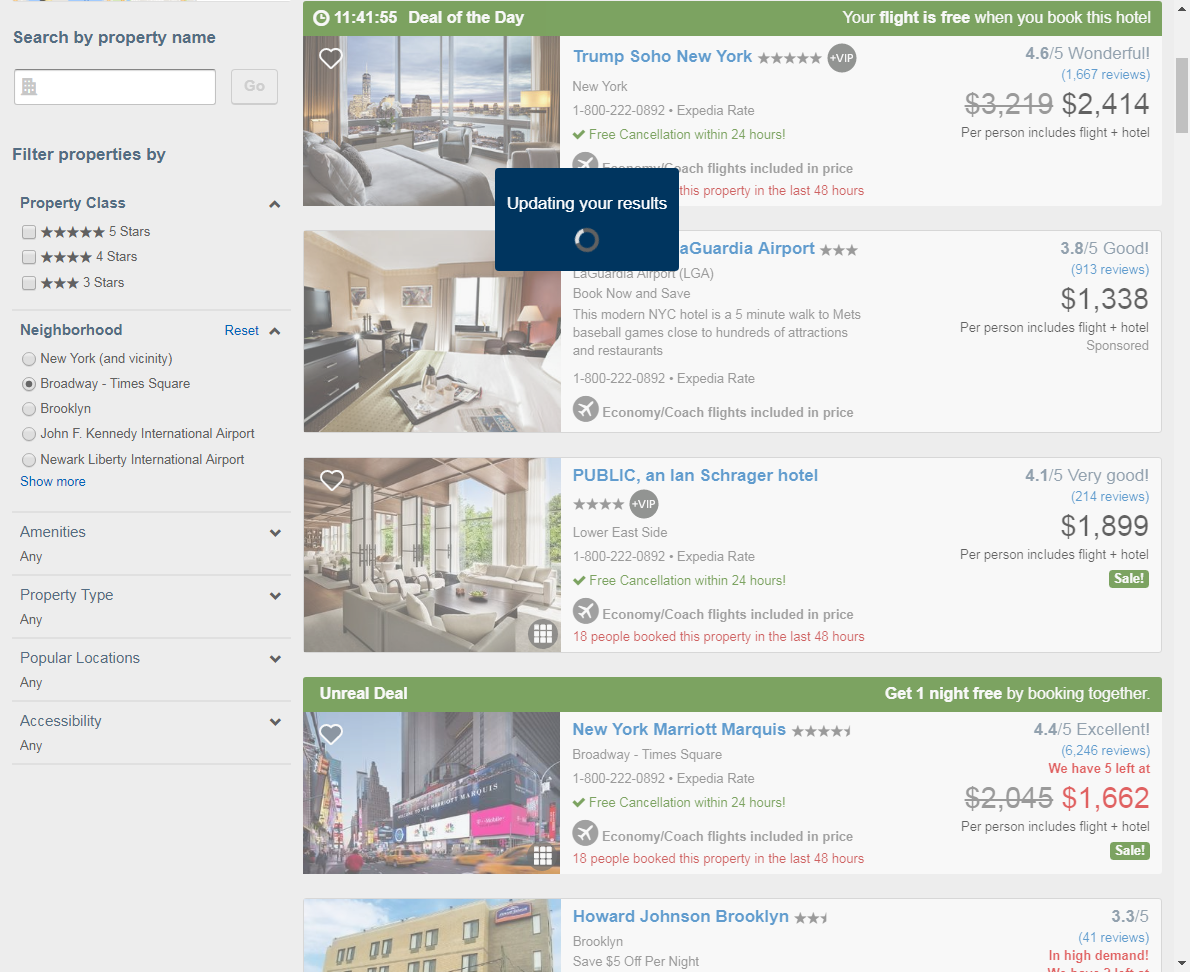 Search by property name
Go
Filter properties by
Property Class
5 Stars
4 Stars
3 Stars
Neighborhood
Reset
New York (and vicinity)
Broadway - Times Square
Brooklyn
John F. Kennedy International Airport
Newark Liberty International Airport
Show more
Amenities
Any
Property Type
Any
Popular Locations
Any
Accessibility
Any
11:41:55 Deal of the Day
Your flight is free when you book this hotel
Trump Soho New York
+VIP
New York
1-800-222-0892 • Expedia Rate
Free Cancellation within 24 hours!
Economy/Coach flights included in price
this property in the last 48 hours
4.6/5 Wonderful!
(1,667 reviews)
$3,219 $2,414
Per person includes flight + hotel
Updating your results
aGuardia Airport
LaGuardia Airport (LGA)
Book Now and Save
This modern NYC hotel is a 5 minute walk to Mets
baseball games close to hundreds of attractions
and restaurants
1-800-222-0892 • Expedia Rate
Economy/Coach flights included in price
3.8/5 Good!
(913 reviews)
$1,338
Per person includes flight + hotel
Sponsored
PUBLIC, an Ian Schrager hotel
+VIP
Lower East Side
1-800-222-0892 • Expedia Rate
Free Cancellation within 24 hours!
Economy/Coach flights included in price
18 people booked this property in the last 48 hours
4.1/5 Very good!
(214 reviews)
$1,899
Per person includes flight + hotel
Sale!
Unreal Deal
Get 1 night free by booking together.
New York Marriott Marquis
Broadway - Times Square
1-800-222-0892 • Expedia Rate
Free Cancellation within 24 hours!
Economy/Coach flights included in price
18 people booked this property in the last 48 hours
4.4/5 Excellent!
(6,246 reviews)
We have 5 left at
$2,045 $1,662
Per person includes flight + hotel
Sale!
WELCOME TO THE MARRIOTT MARQUIS
Howard Johnson Brooklyn
Brooklyn
Save $5 Off Per Night
3.3/5
(41 reviews)
In high demand!